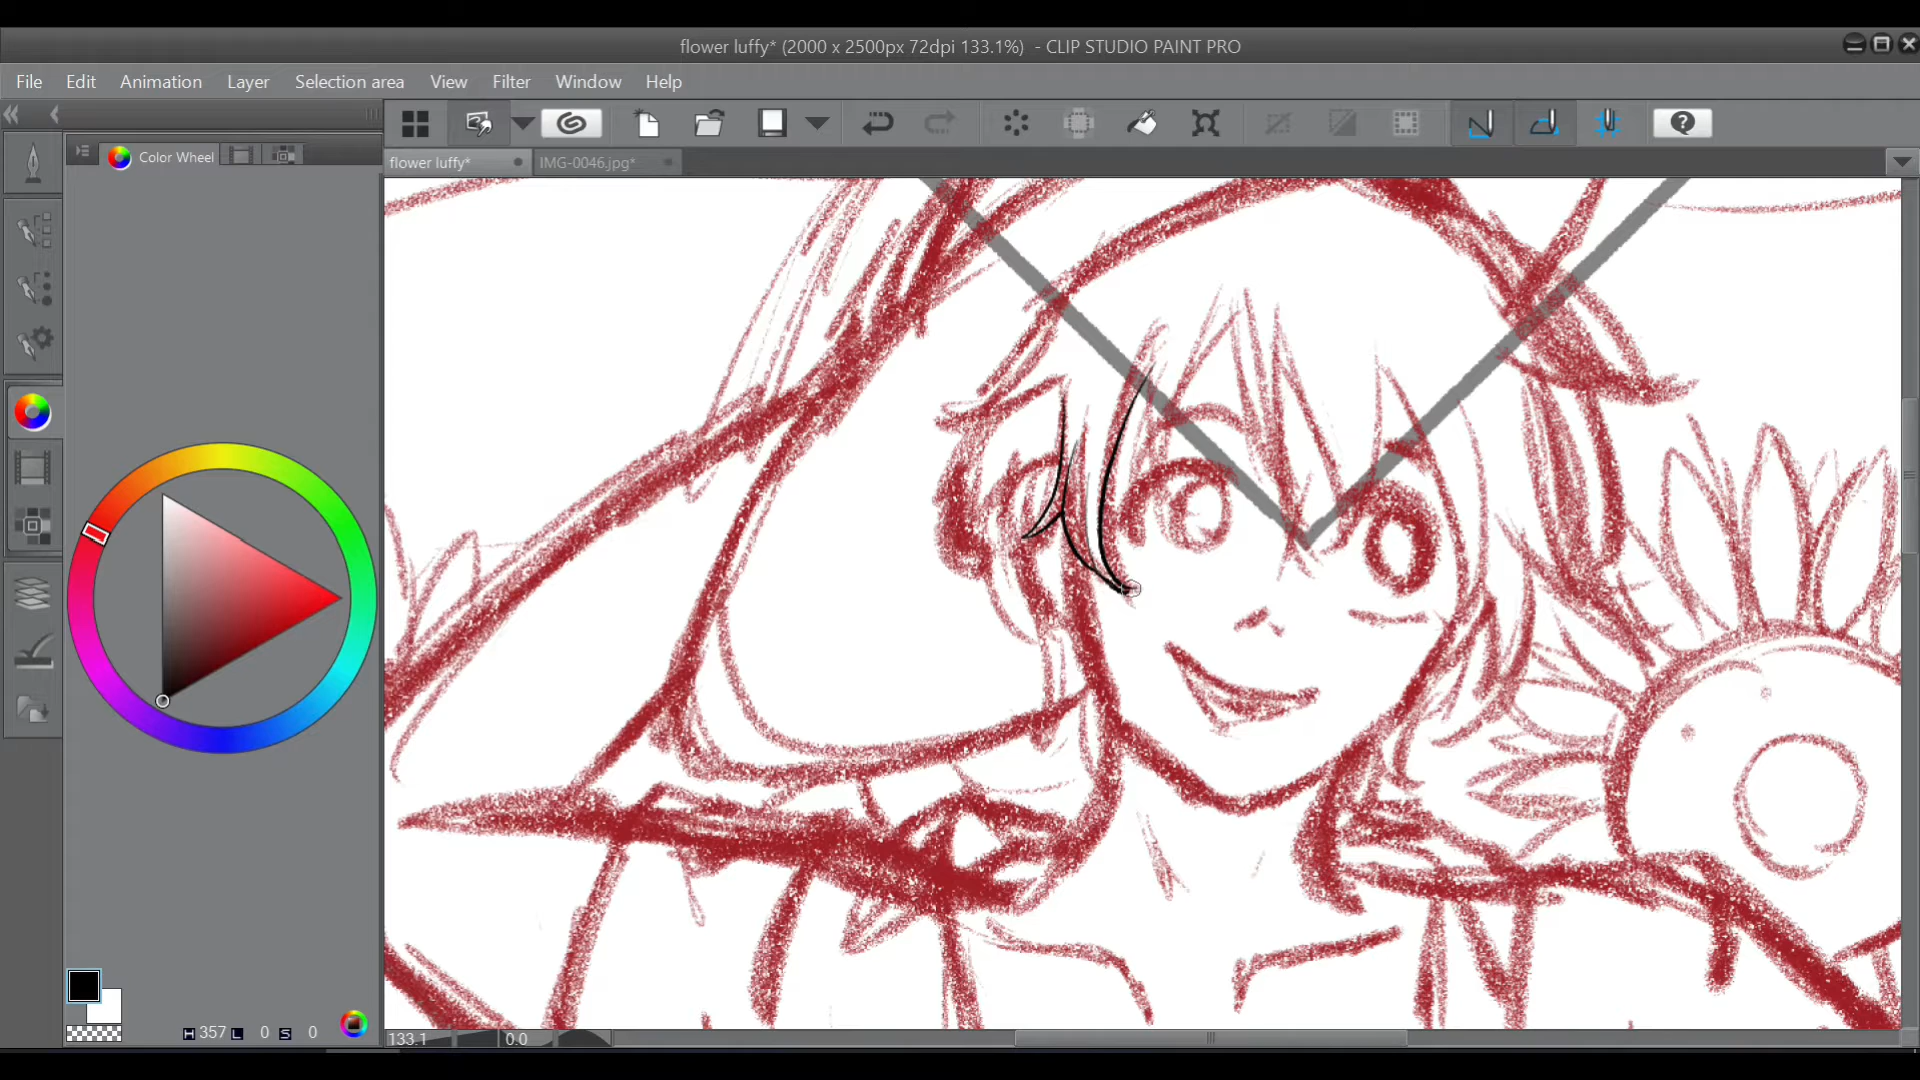 flower luffy* (2000 x 2500px 72dpi 133.1%) - CLIP STUDIO PAINT PRO
File Edit Animation Layer Selection area View Filter Window Help
Color Wheel
flower luffy* IMG-0046.jpg*
H 357 L 0 S 0
133.1 0.0